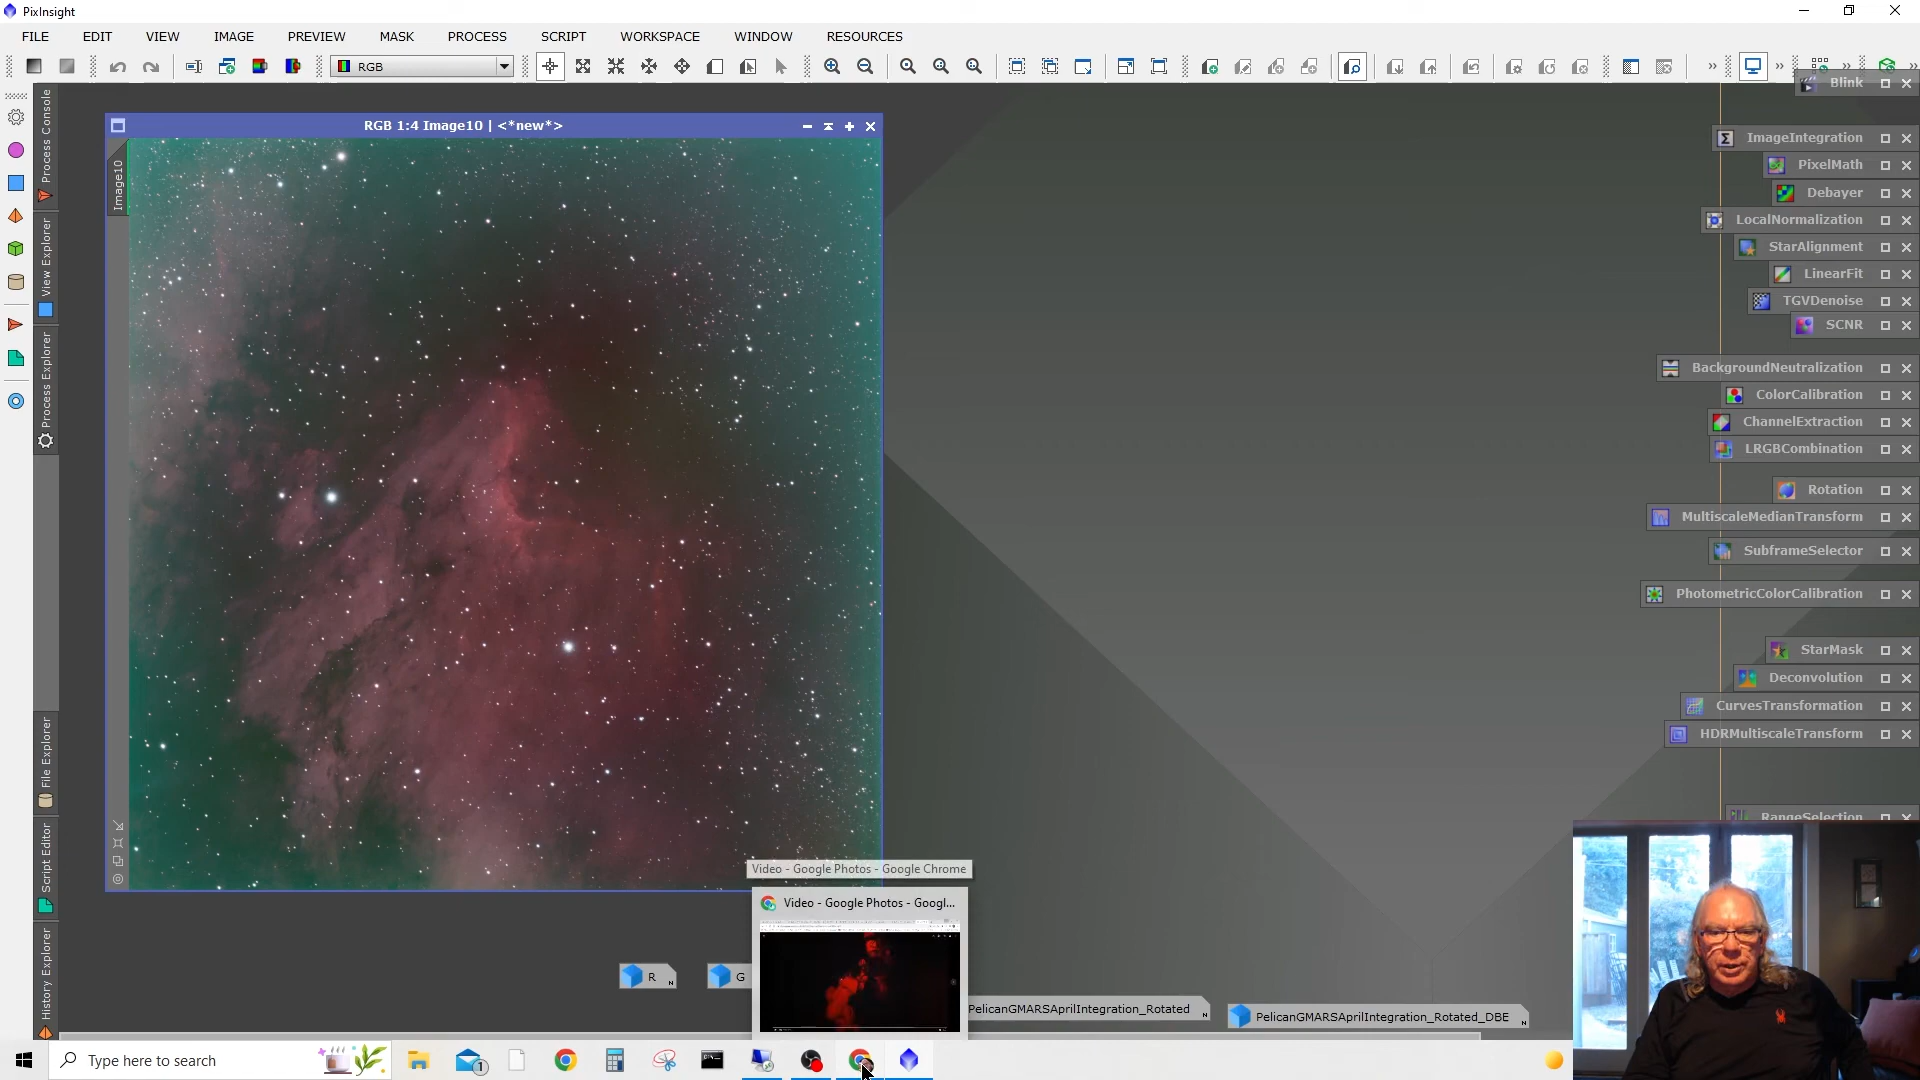 PixInsight
FILE EDIT VIEW IMAGE PREVIEW MASK PROCESS SCRIPT WORKSPACE WINDOW RESOURCES
RGB
Blink
RGB 1:4 Image10 | <*new*>
Image10
Process Console
View Explorer
Process Explorer
File Explorer
Script Editor
History Explorer
ImageIntegration
PixelMath
Debayer
LocalNormalization
StarAlignment
LinearFit
TGVDenoise
SCNR
BackgroundNeutralization
ColorCalibration
ChannelExtraction
LRGBCombination
Rotation
MultiscaleMedianTransform
SubframeSelector
PhotometricColorCalibration
StarMask
Deconvolution
CurvesTransformation
HDRMultiscaleTransform
RangeSelection
Video - Google Photos - Google Chrome
Video - Google Photos - Googl...
R
G
PelicanGMARSAprilIntegration_Rotated
PelicanGMARSAprilIntegration_Rotated_DBE
Type here to search
1